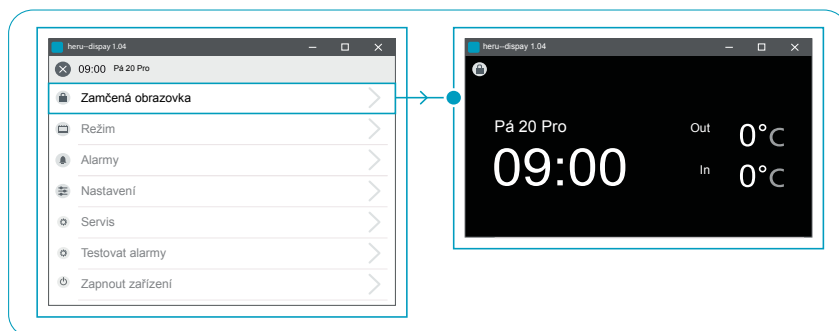 heru--dispay 1.04
09:00 Pá 20 Pro
Zamčená obrazovka
Režim
Alarmy
Nastavení
Servis
Testovat alarmy
Zapnout zařízení
heru--dispay 1.04
Pá 20 Pro
09:00
Out 0°C
In 0°C